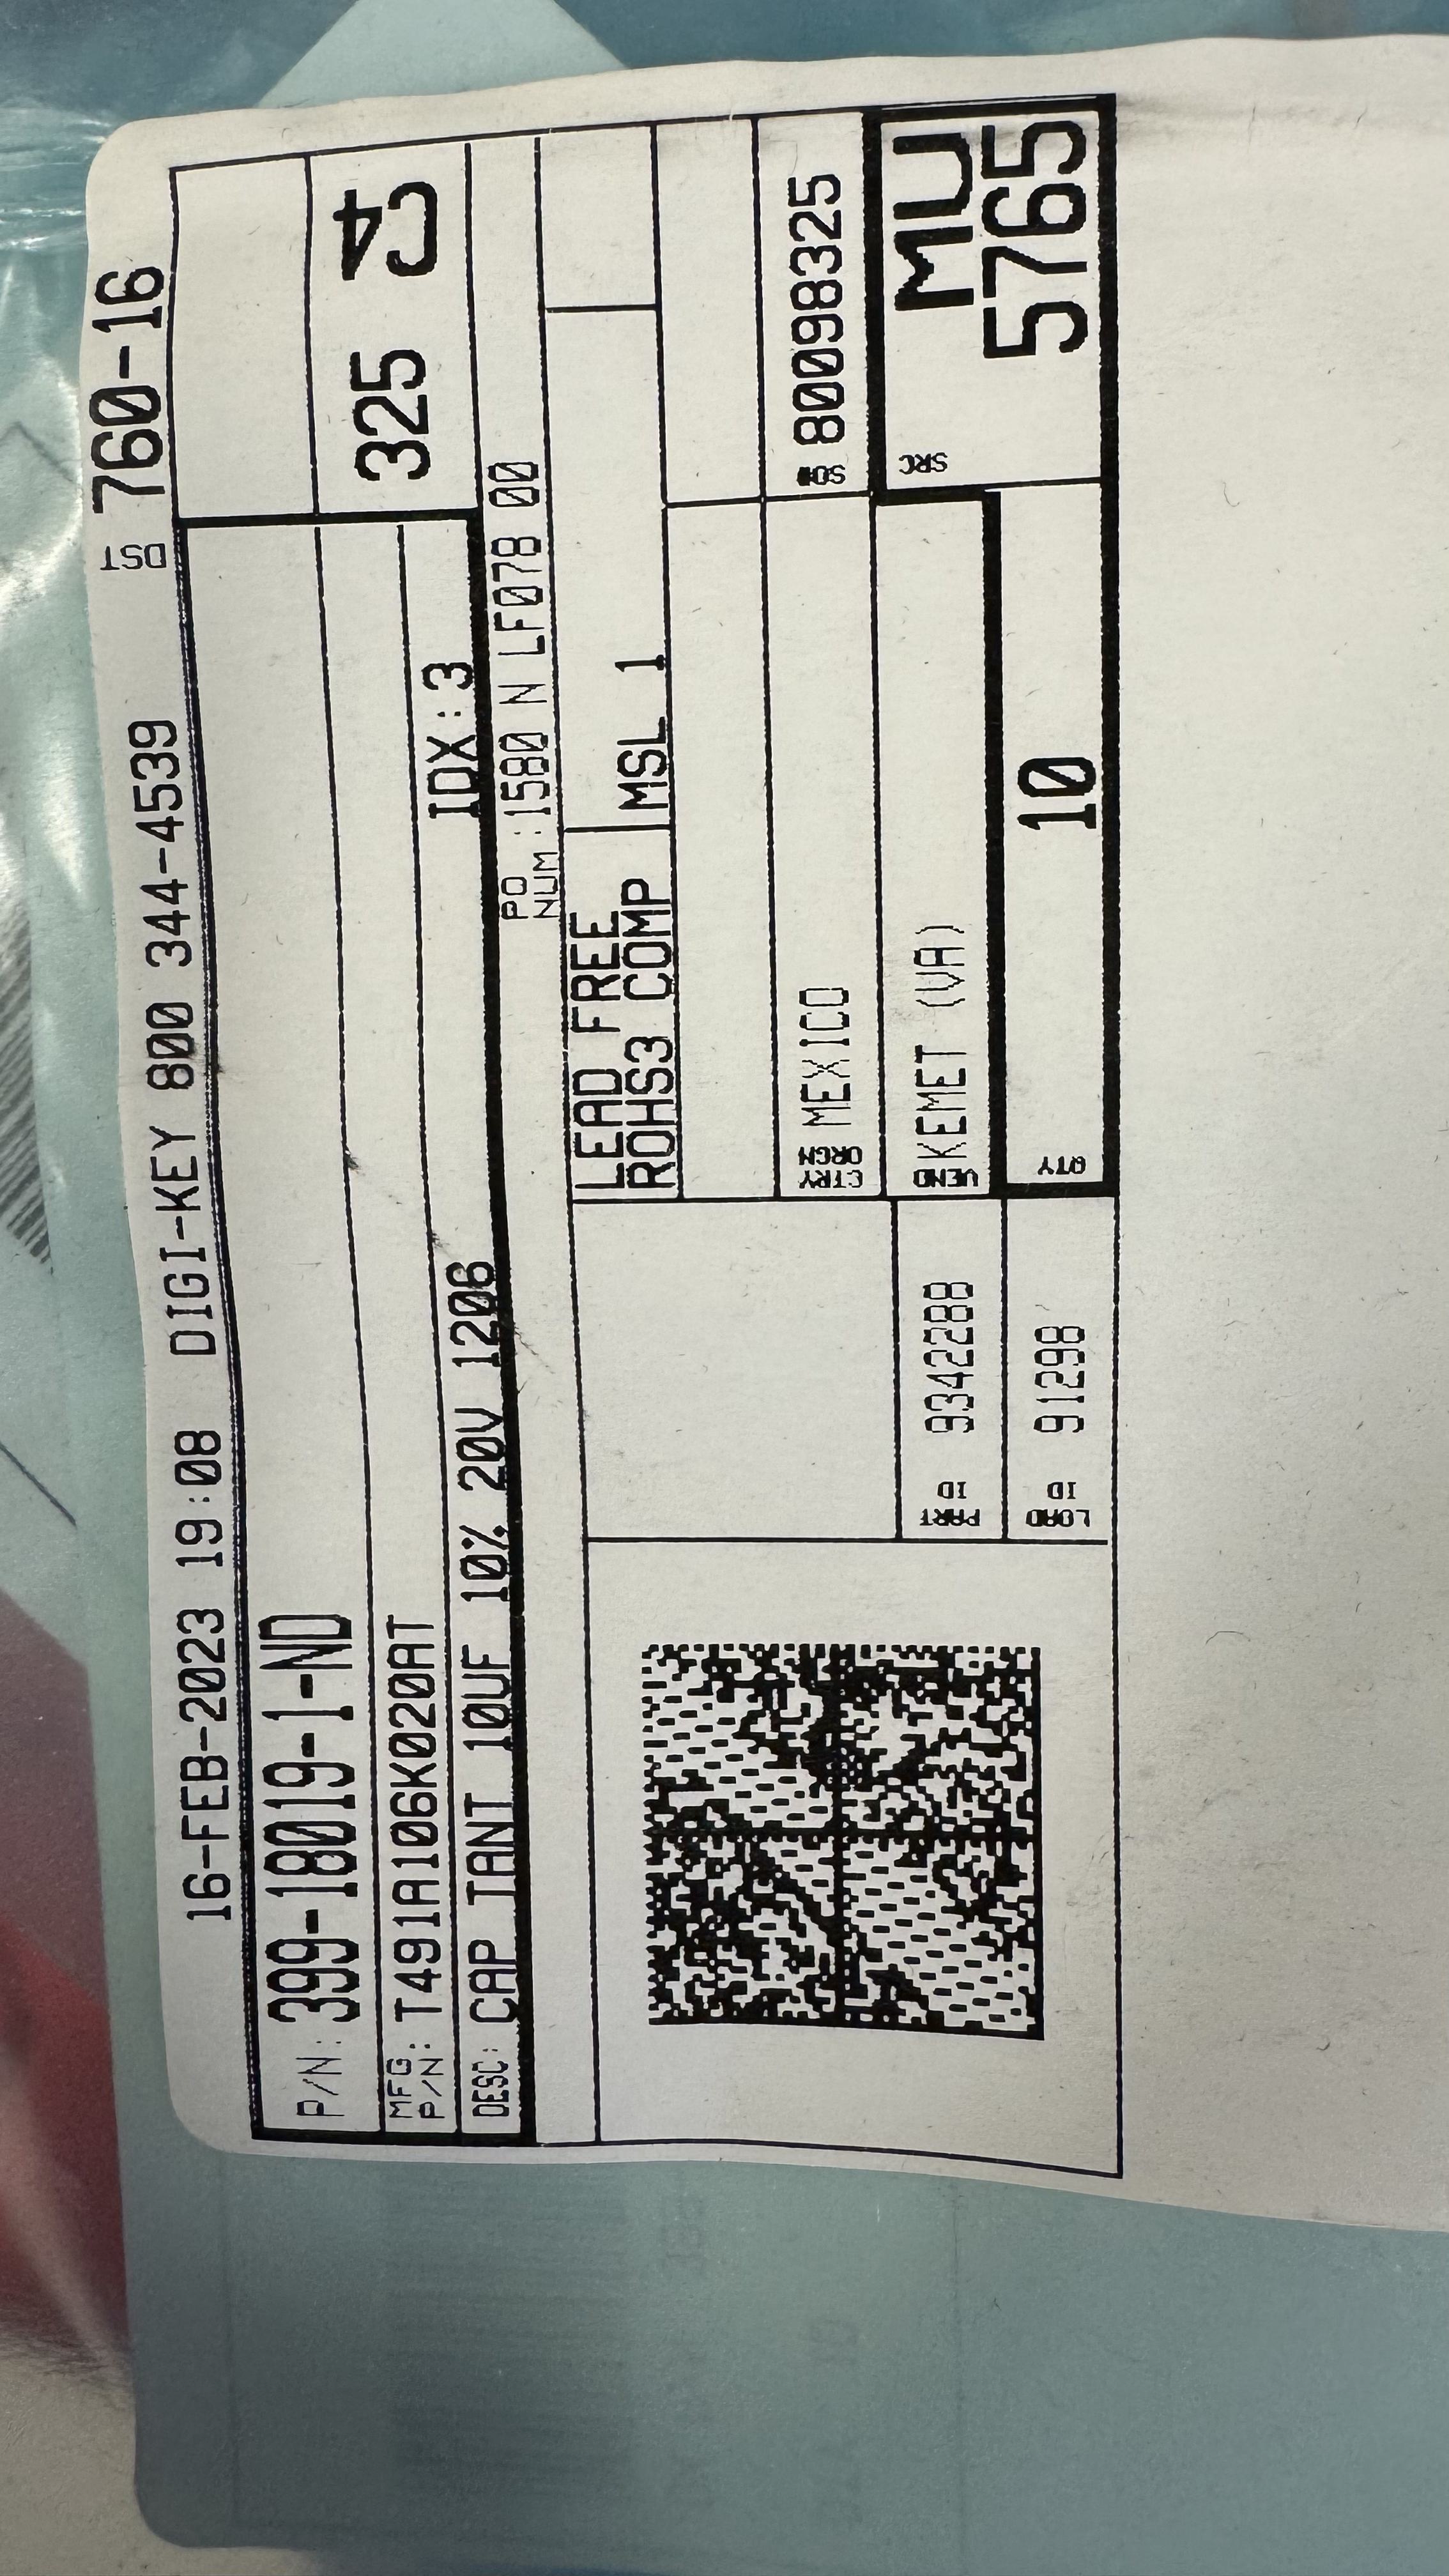 16-FEB-2023 19:08 DIGI-KEY 800 344-4539 DST 760-16
P/N: 399-18019-1-ND
MFG P/N: T491A106K020AT
325 C4
DESC: CAP TANT 10UF 10% 20V 1206 IDX:3
PO NUM: 1580 N LF078 00
LEAD FREE
ROHS3 COMP
MSL 1
CTRY ORGN MEXICO
SO# 80098325
PART ID 9342288
VEND KEMET (VA)
SRC MU
5765
LOAD ID 91298
QTY 10